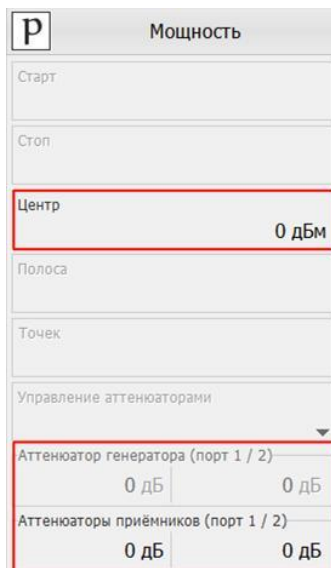 p Мощность
Старт
Стоп
Центр
0 дБм
Полоса
Точек
Управление аттенюаторами
Аттенюатор генератора (порт 1 / 2)
0 дБ 0 дБ
Аттенюаторы приёмников (порт 1 / 2)
0 дБ 0 дБ